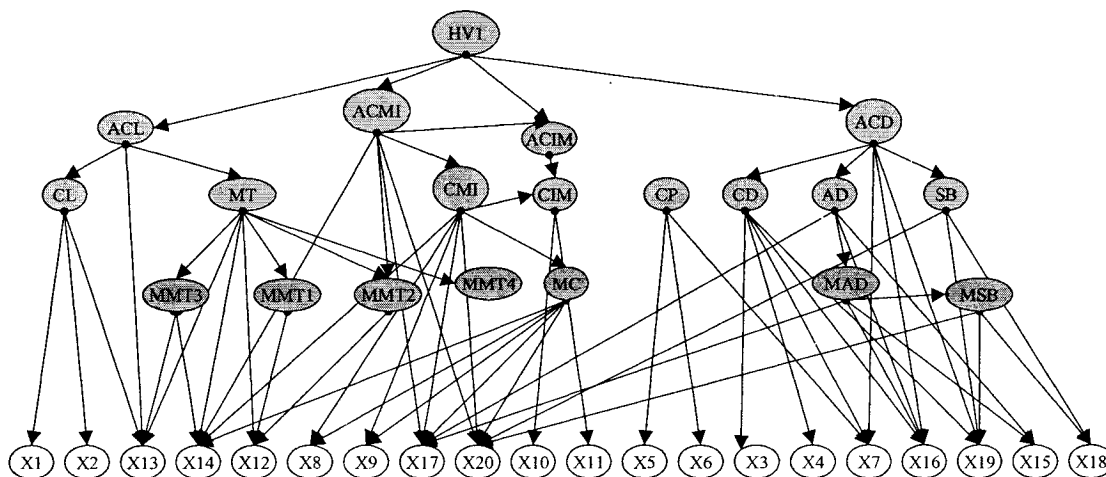 HV1
ACL ACMI ACIM ACD
CL MT CMI CIM CP CD AD SB
MMT3 MMT1 MMT2 MMT4 MC MAD MSB
X1 X2 X13 X14 X12 X8 X9 X17 X20 X10 X11 X5 X6 X3 X4 X7 X16 X19 X15 X18